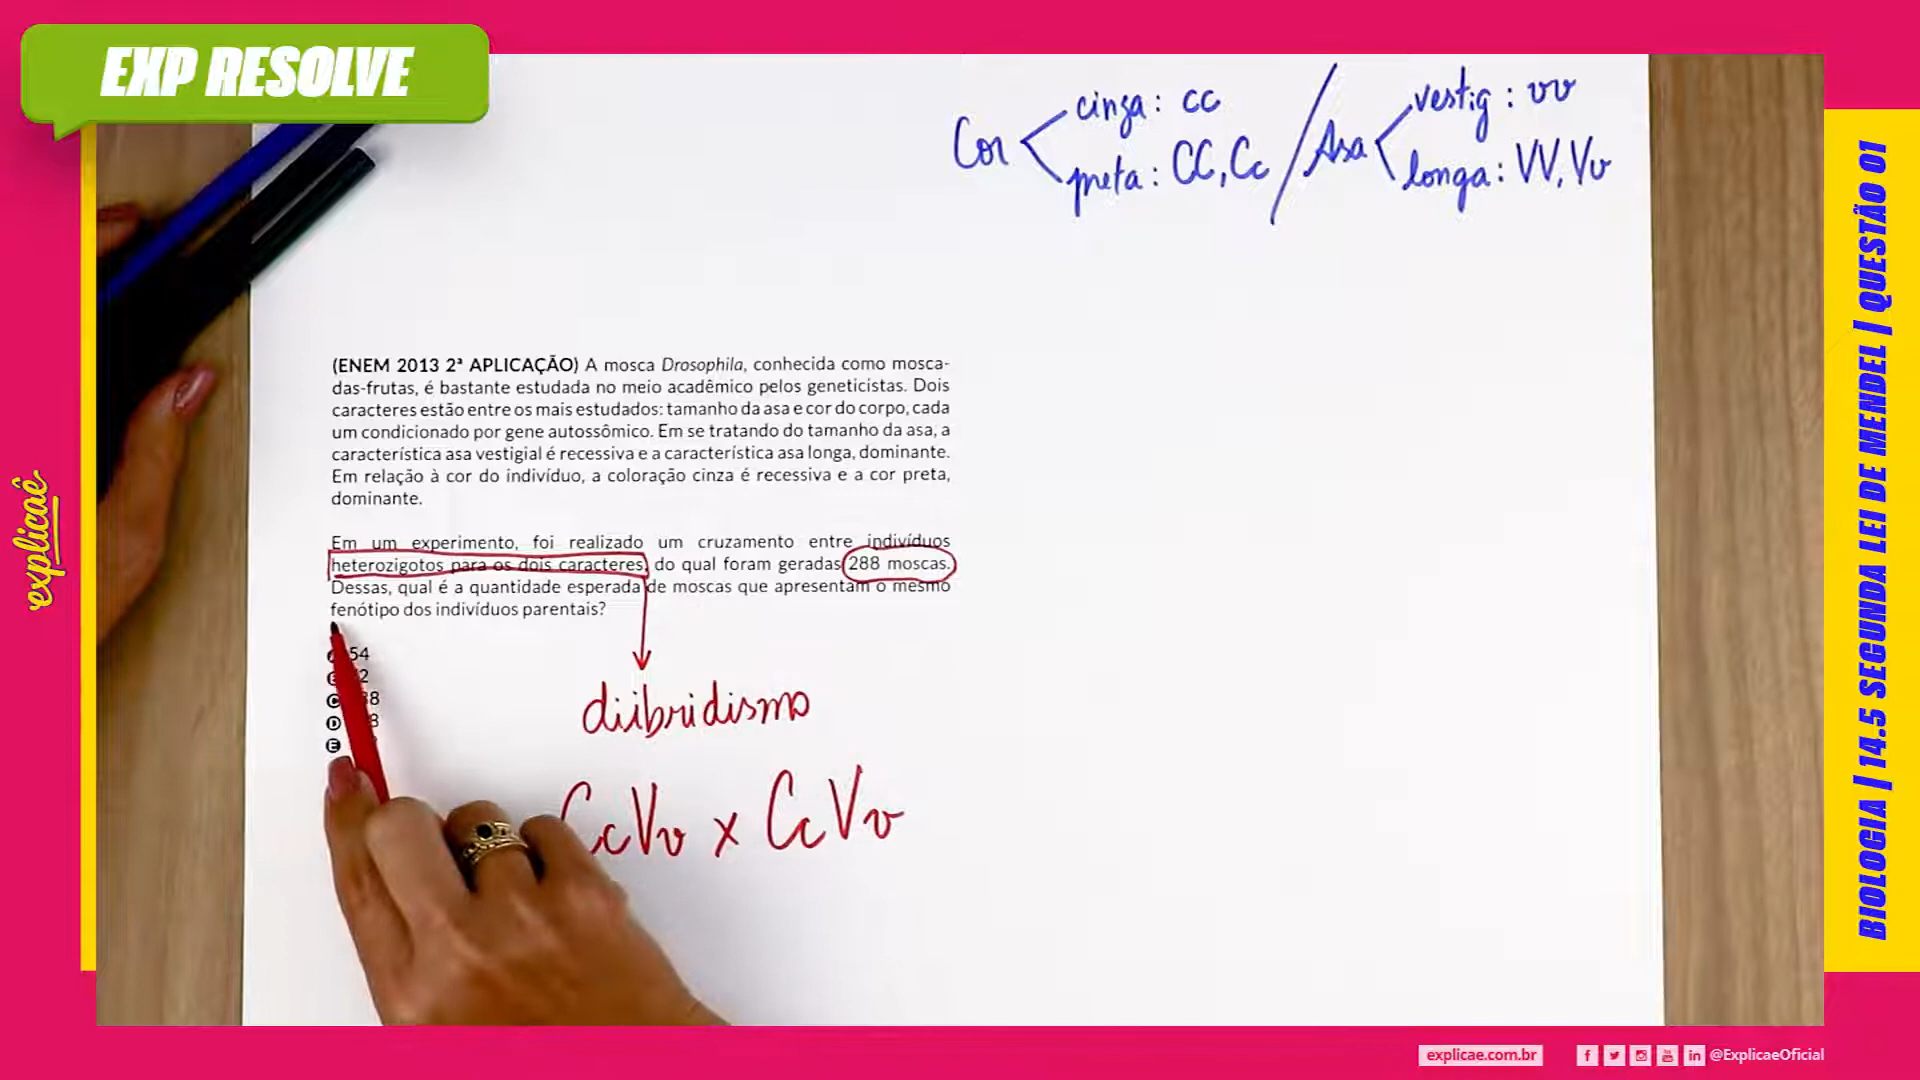 EXP RESOLVE
Cor
cinza: cc
preta: CC, Cc
/
Asa
vestig: vv
longa: VV, Vv
(ENEM 2013 2ª APLICAÇÃO) A mosca Drosophila, conhecida como mosca-
das-frutas, é bastante estudada no meio acadêmico pelos geneticistas. Dois
caracteres estão entre os mais estudados: tamanho da asa e cor do corpo, cada
um condicionado por gene autossômico. Em se tratando do tamanho da asa, a
característica asa vestigial é recessiva e a característica asa longa, dominante.
Em relação à cor do indivíduo, a coloração cinza é recessiva e a cor preta,
dominante.
Em um experimento, foi realizado um cruzamento entre indivíduos
heterozigotos para os dois caracteres, do qual foram geradas 288 moscas.
Dessas, qual é a quantidade esperada de moscas que apresentam o mesmo
fenótipo dos indivíduos parentais?
54
C
D
E
diibridismo
CcVv x CcVv
explicaê
BIOLOGIA | 14.5 SEGUNDA LEI DE MENDEL | QUESTÃO 01
explicae.com.br
@ExplicaeOficial